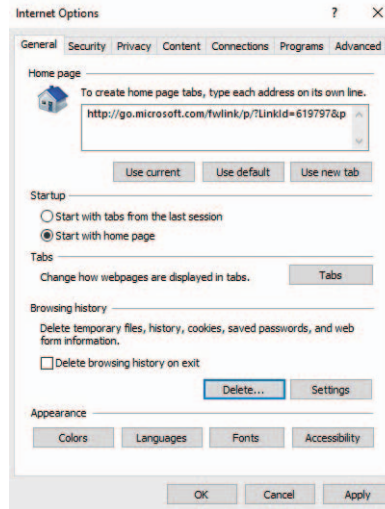 Internet Options ? X
General Security Privacy Content Connections Programs Advanced
Home page
To create home page tabs, type each address on its own line.
http://go.microsoft.com/fwlink/p/?LinkId=619797&p
Use current Use default Use new tab
Startup
Start with tabs from the last session
Start with home page
Tabs
Change how webpages are displayed in tabs. Tabs
Browsing history
Delete temporary files, history, cookies, saved passwords, and web
form information.
Delete browsing history on exit
Delete... Settings
Appearance
Colors Languages Fonts Accessibility
OK Cancel Apply